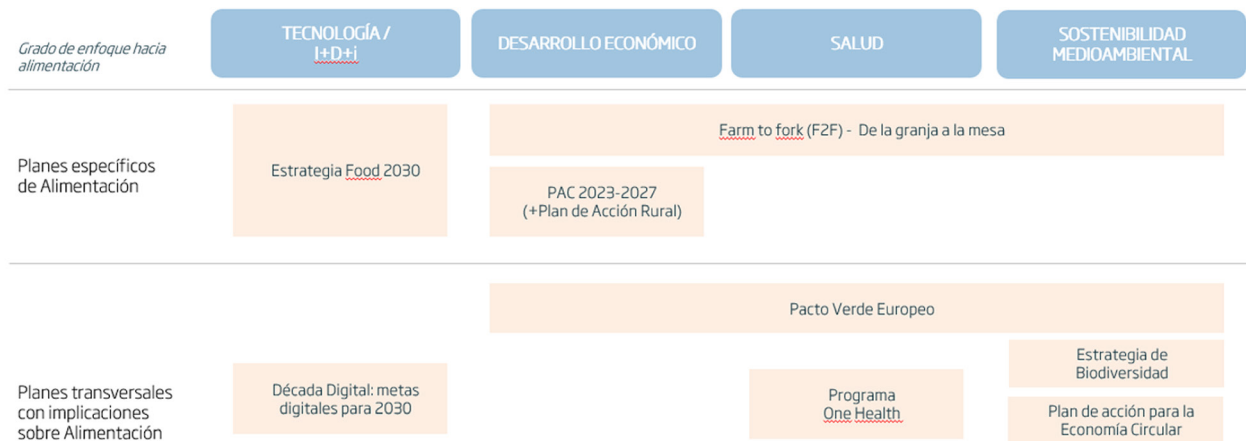 Grado de enfoque hacia
alimentación
TECNOLOGÍA /
I+D+i
DESARROLLO ECONÓMICO
SALUD
SOSTENIBILIDAD
MEDIOAMBIENTAL
Planes específicos
de Alimentación
Estrategia Food 2030
Farm to fork (F2F) - De la granja a la mesa
PAC 2023-2027
(+Plan de Acción Rural)
Planes transversales
con implicaciones
sobre Alimentación
Pacto Verde Europeo
Década Digital: metas
digitales para 2030
Programa
One Health
Estrategia de
Biodiversidad
Plan de acción para la
Economía Circular